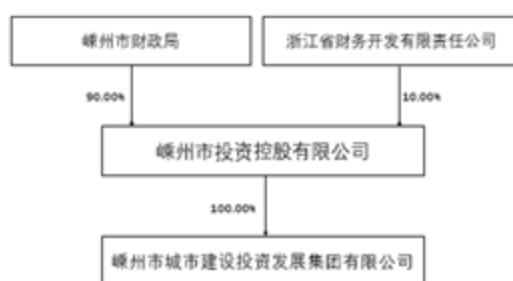 嵊州市财政局
浙江省财务开发有限责任公司
90.00%
10.00%
嵊州市投资控股有限公司
100.00%
嵊州市城市建设投资发展集团有限公司